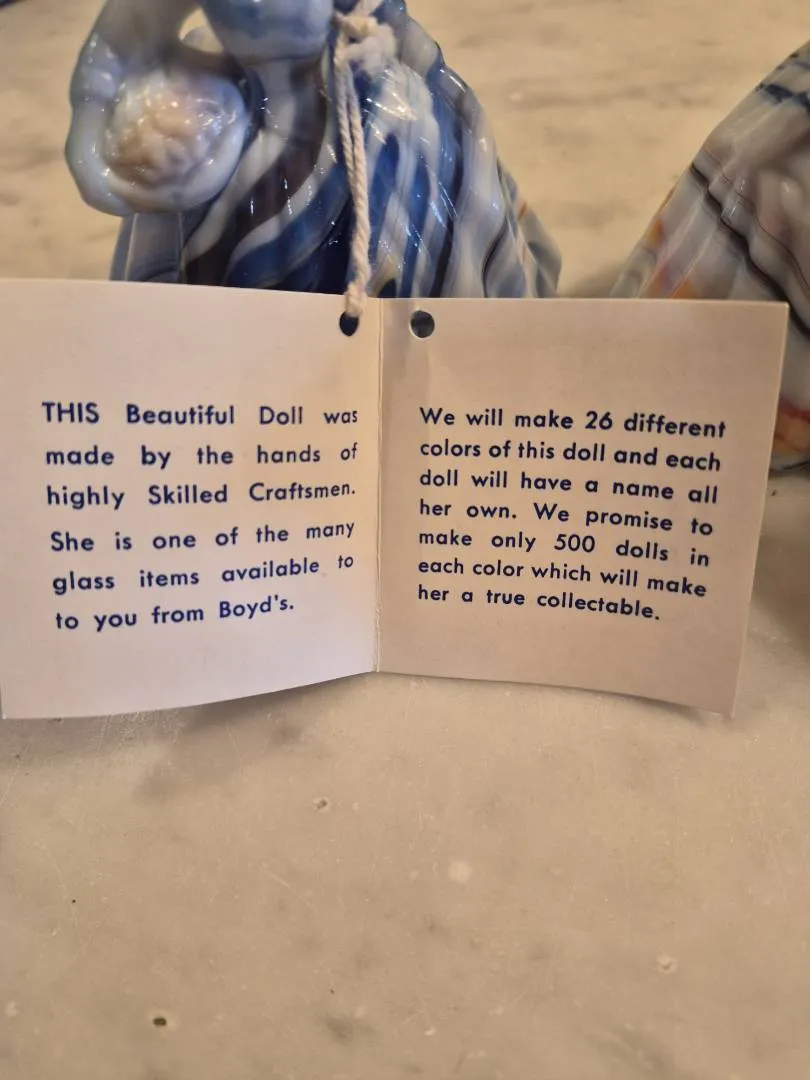 THIS Beautiful Doll was
made by the hands of
highly Skilled Craftsmen.
She is one of the many
glass items available to
to you from Boyd's.
We will make 26 different
colors of this doll and each
doll will have a name all
her own. We promise to
make only 500 dolls in
each color which will make
her a true collectable.